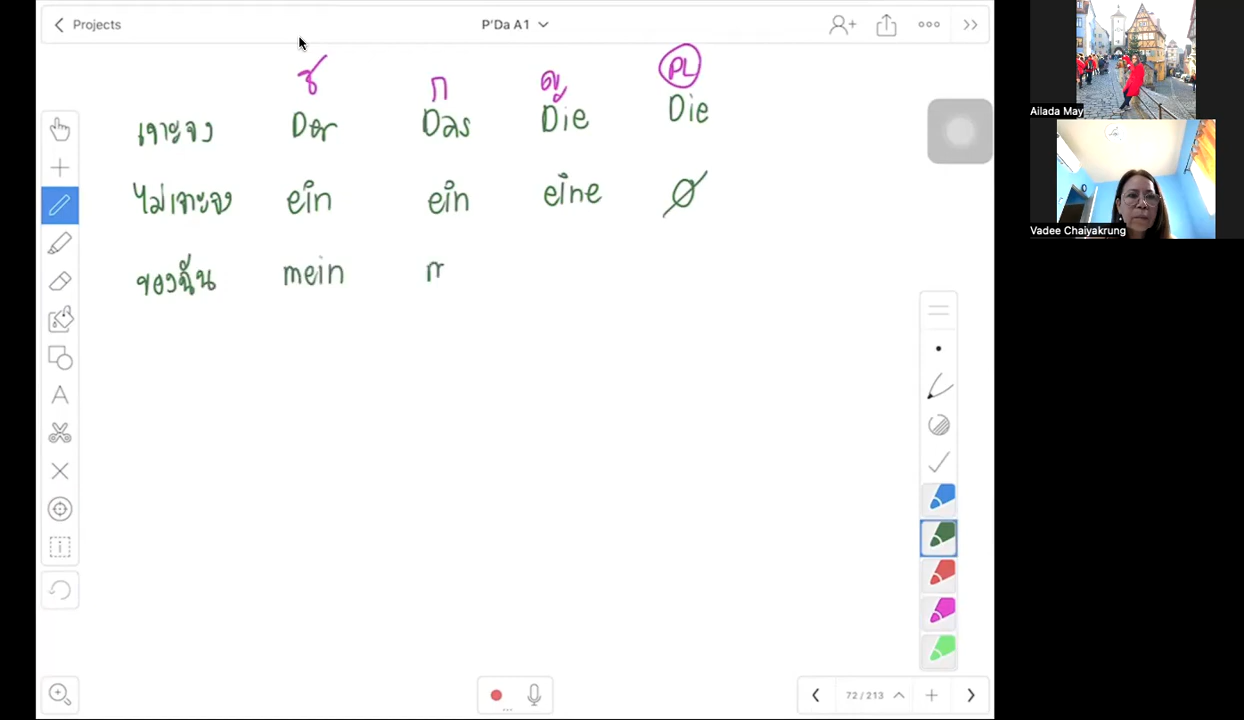 Projects
P'Da A1
ช ก ญ PL
เจาะจง Der Das Die Die
ไม่เจาะจง ein ein eine Ø
ของฉัน mein m
72 / 213
Ailada May
Vadee Chaiyakrung